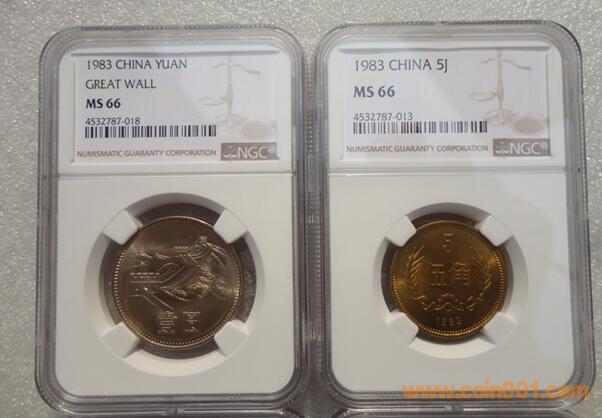 1983 CHINA YUAN
GREAT WALL
MS 66
4532787-018
NUMISMATIC GUARANTY CORPORATION
NGC®
壹圆
1983 CHINA 5J
MS 66
4532787-013
NUMISMATIC GUARANTY CORPORATION
NGC®
5
五角
1983
www.coin001.com